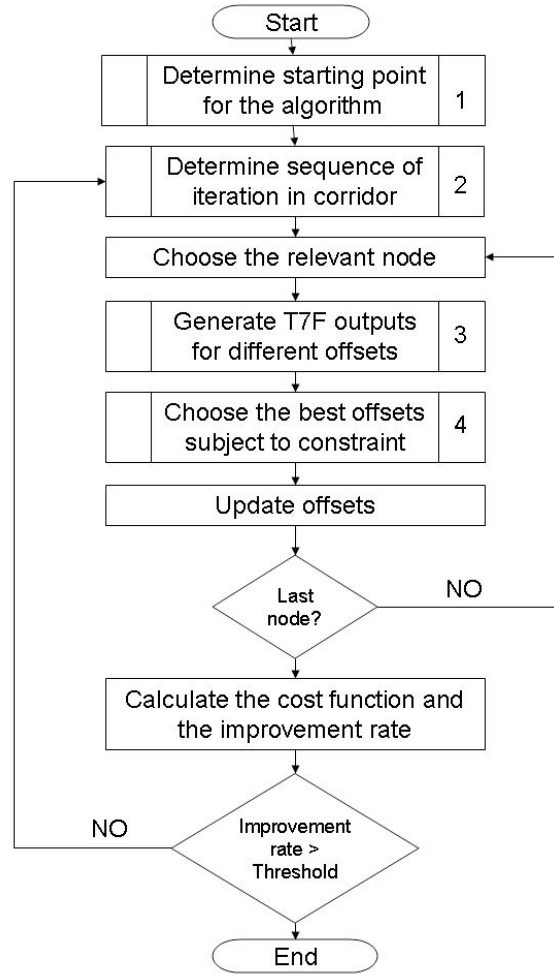 Start
Determine starting point
for the algorithm
1
Determine sequence of
iteration in corridor
2
Choose the relevant node
Generate T7F outputs
for different offsets
3
Choose the best offsets
subject to constraint
4
Update offsets
Last
node?
NO
Calculate the cost function and
the improvement rate
NO
Improvement
rate >
Threshold
End